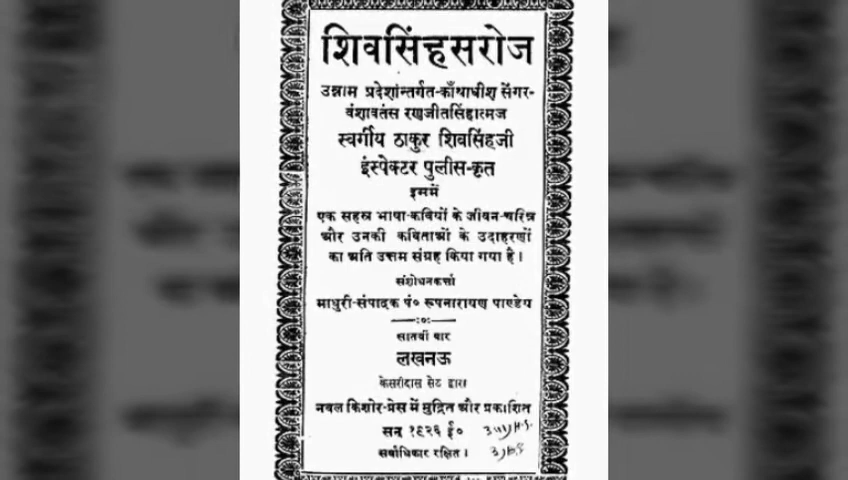 शिवसिंहसरोज
उन्नाम प्रदेशान्तर्गत-काँथाधीश सेंगर-
वंशावतंस रणजीतसिंहात्मज
स्वर्गीय ठाकुर शिवसिंहजी
इंस्पेक्टर पुलीस-कृत
इसमें
एक सहस्र भाषा-कवियों के जीवन-चरित्र
और उनकी कविताओं के उदाहरणों
का अति उत्तम संग्रह किया गया है।
संशोधनकर्त्ता
माधुरी-संपादक पं० रूपनारायण पाण्डेय
सातवीं बार
लखनऊ
केसरीदास सेठ द्वारा
नवल किशोर-प्रेस में मुद्रित और प्रकाशित
सन् १९२६ ई०
सर्वाधिकार रक्षित।